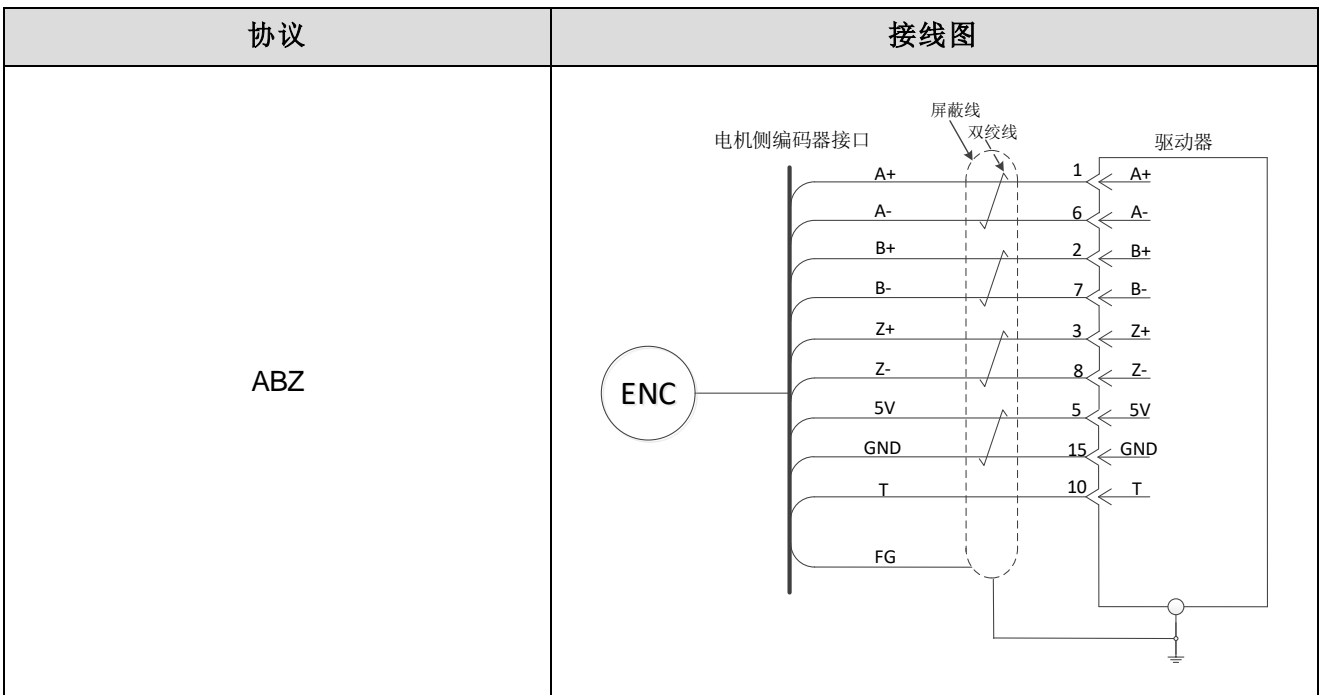 协议 接线图
屏蔽线
双绞线
电机侧编码器接口 驱动器
A+ 1 A+
A- 6 A-
B+ 2 B+
B- 7 B-
Z+ 3 Z+
Z- 8 Z-
ABZ
ENC
5V 5 5V
GND 15 GND
T 10 T
FG